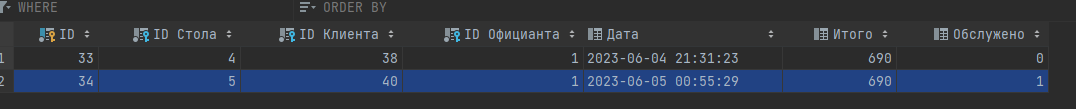 WHERE ORDER BY
ID ID Стола ID Клиента ID Официанта Дата Итого Обслужено
1 33 4 38 1 2023-06-04 21:31:23 690 0
2 34 5 40 1 2023-06-05 00:55:29 690 1